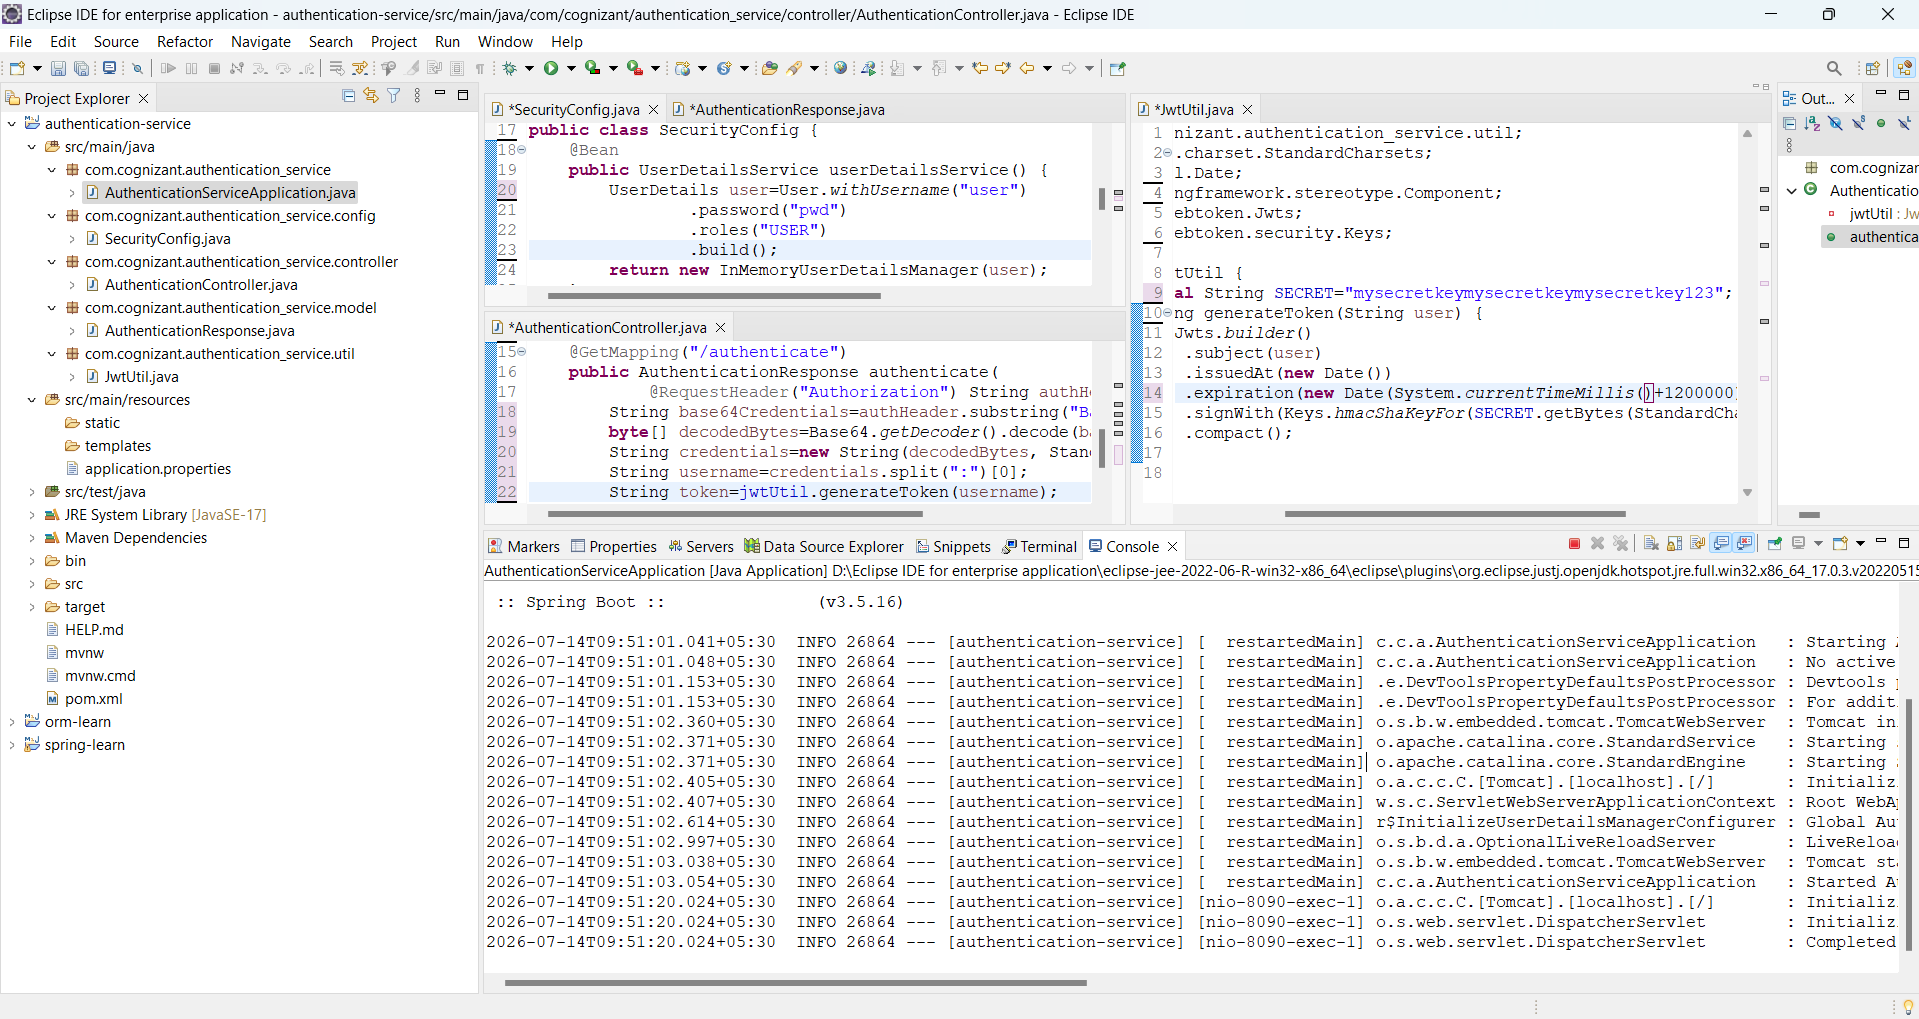 Eclipse IDE for enterprise application - authentication-service/src/main/java/com/cognizant/authentication_service/controller/AuthenticationController.java - Eclipse IDE
File Edit Source Refactor Navigate Search Project Run Window Help
Project Explorer
authentication-service
src/main/java
com.cognizant.authentication_service
AuthenticationServiceApplication.java
com.cognizant.authentication_service.config
SecurityConfig.java
com.cognizant.authentication_service.controller
AuthenticationController.java
com.cognizant.authentication_service.model
AuthenticationResponse.java
com.cognizant.authentication_service.util
JwtUtil.java
src/main/resources
static
templates
application.properties
src/test/java
JRE System Library [JavaSE-17]
Maven Dependencies
bin
src
target
HELP.md
mvnw
mvnw.cmd
pom.xml
orm-learn
spring-learn
*SecurityConfig.java *AuthenticationResponse.java
17 public class SecurityConfig {
18 @Bean
19 public UserDetailsService userDetailsService() {
20 UserDetails user=User.withUsername("user")
21 .password("pwd")
22 .roles("USER")
23 .build();
24 return new InMemoryUserDetailsManager(user);
*AuthenticationController.java
15 @GetMapping("/authenticate")
16 public AuthenticationResponse authenticate(
17 @RequestHeader("Authorization") String authH
18 String base64Credentials=authHeader.substring("B
19 byte[] decodedBytes=Base64.getDecoder().decode(b
20 String credentials=new String(decodedBytes, Stan
21 String username=credentials.split(":")[0];
22 String token=jwtUtil.generateToken(username);
*JwtUtil.java
1 nizant.authentication_service.util;
2 .charset.StandardCharsets;
3 l.Date;
4 ngframework.stereotype.Component;
5 ebtoken.Jwts;
6 ebtoken.security.Keys;
7
8 tUtil {
9 al String SECRET="mysecretkeymysecretkeymysecretkey123";
10 ng generateToken(String user) {
11 Jwts.builder()
12 .subject(user)
13 .issuedAt(new Date())
14 .expiration(new Date(System.currentTimeMillis()+1200000)
15 .signWith(Keys.hmacShaKeyFor(SECRET.getBytes(StandardCha
16 .compact();
17
18
Out...
com.cognizar
Authenticatio
jwtUtil : Jw
authentica
Markers Properties Servers Data Source Explorer Snippets Terminal Console
AuthenticationServiceApplication [Java Application] D:\Eclipse IDE for enterprise application\eclipse-jee-2022-06-R-win32-x86_64\eclipse\plugins\org.eclipse.justj.openjdk.hotspot.jre.full.win32.x86_64_17.0.3.v20220515
:: Spring Boot :: (v3.5.16)
2026-07-14T09:51:01.041+05:30 INFO 26864 --- [authentication-service] [ restartedMain] c.c.a.AuthenticationServiceApplication : Starting
2026-07-14T09:51:01.048+05:30 INFO 26864 --- [authentication-service] [ restartedMain] c.c.a.AuthenticationServiceApplication : No active
2026-07-14T09:51:01.153+05:30 INFO 26864 --- [authentication-service] [ restartedMain] .e.DevToolsPropertyDefaultsPostProcessor : Devtools
2026-07-14T09:51:01.153+05:30 INFO 26864 --- [authentication-service] [ restartedMain] .e.DevToolsPropertyDefaultsPostProcessor : For addit
2026-07-14T09:51:02.360+05:30 INFO 26864 --- [authentication-service] [ restartedMain] o.s.b.w.embedded.tomcat.TomcatWebServer : Tomcat in
2026-07-14T09:51:02.371+05:30 INFO 26864 --- [authentication-service] [ restartedMain] o.apache.catalina.core.StandardService : Starting
2026-07-14T09:51:02.371+05:30 INFO 26864 --- [authentication-service] [ restartedMain] o.apache.catalina.core.StandardEngine : Starting
2026-07-14T09:51:02.405+05:30 INFO 26864 --- [authentication-service] [ restartedMain] o.a.c.c.C.[Tomcat].[localhost].[/] : Initializ
2026-07-14T09:51:02.407+05:30 INFO 26864 --- [authentication-service] [ restartedMain] w.s.c.ServletWebServerApplicationContext : Root WebA
2026-07-14T09:51:02.614+05:30 INFO 26864 --- [authentication-service] [ restartedMain] r$InitializeUserDetailsManagerConfigurer : Global Au
2026-07-14T09:51:02.997+05:30 INFO 26864 --- [authentication-service] [ restartedMain] o.s.b.d.a.OptionalLiveReloadServer : LiveReloa
2026-07-14T09:51:03.038+05:30 INFO 26864 --- [authentication-service] [ restartedMain] o.s.b.w.embedded.tomcat.TomcatWebServer : Tomcat sta
2026-07-14T09:51:03.054+05:30 INFO 26864 --- [authentication-service] [ restartedMain] c.c.a.AuthenticationServiceApplication : Started A
2026-07-14T09:51:20.024+05:30 INFO 26864 --- [authentication-service] [nio-8090-exec-1] o.a.c.c.C.[Tomcat].[localhost].[/] : Initializ
2026-07-14T09:51:20.024+05:30 INFO 26864 --- [authentication-service] [nio-8090-exec-1] o.s.web.servlet.DispatcherServlet : Initializ
2026-07-14T09:51:20.024+05:30 INFO 26864 --- [authentication-service] [nio-8090-exec-1] o.s.web.servlet.DispatcherServlet : Completed